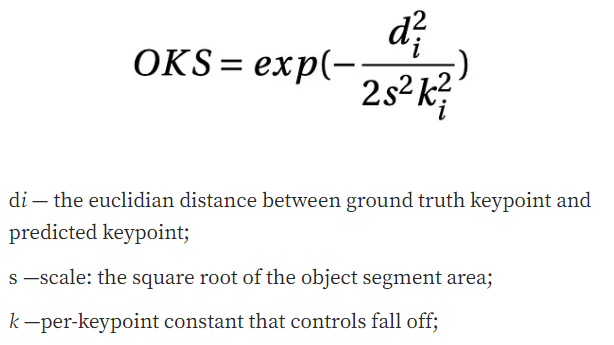 OKS = exp(-\frac{d_i^2}{2s^2k_i^2})
di — the euclidian distance between ground truth keypoint and
predicted keypoint;
s —scale: the square root of the object segment area;
k —per-keypoint constant that controls fall off;